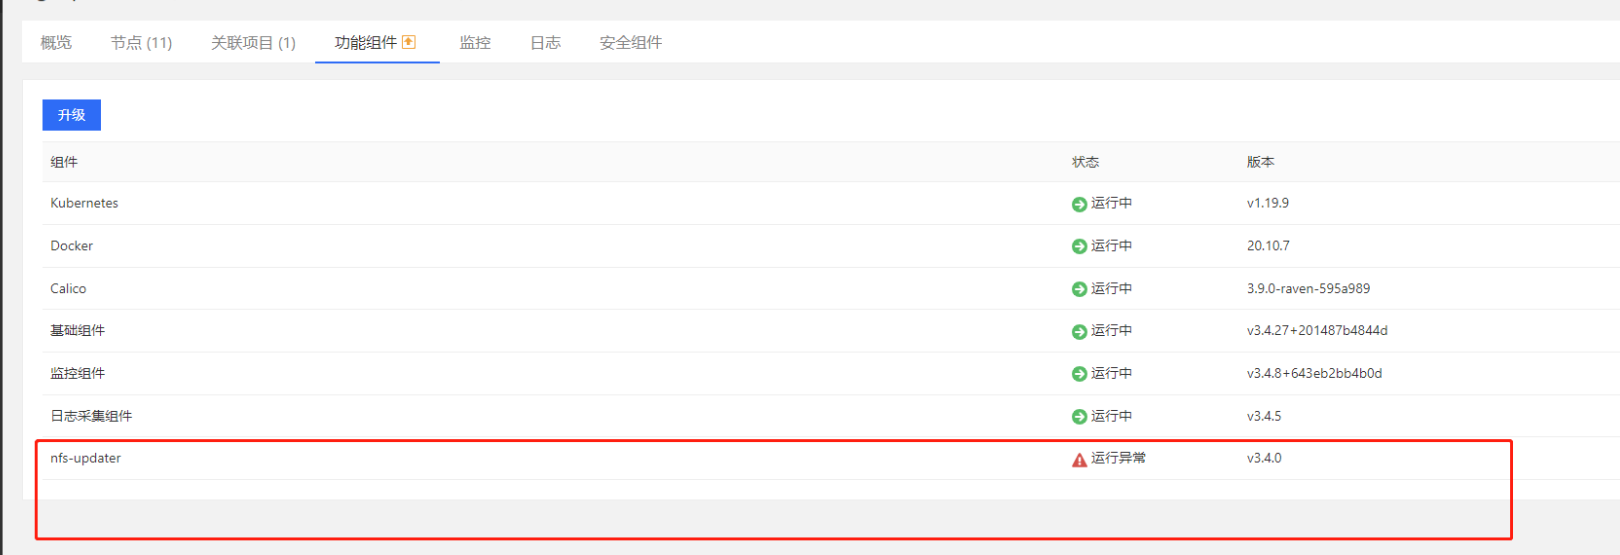 概览 节点 (11) 关联项目 (1) 功能组件 监控 日志 安全组件
升级
组件 状态 版本
Kubernetes 运行中 v1.19.9
Docker 运行中 20.10.7
Calico 运行中 3.9.0-raven-595a989
基础组件 运行中 v3.4.27+201487b4844d
监控组件 运行中 v3.4.8+643eb2bb4b0d
日志采集组件 运行中 v3.4.5
nfs-updater 运行异常 v3.4.0